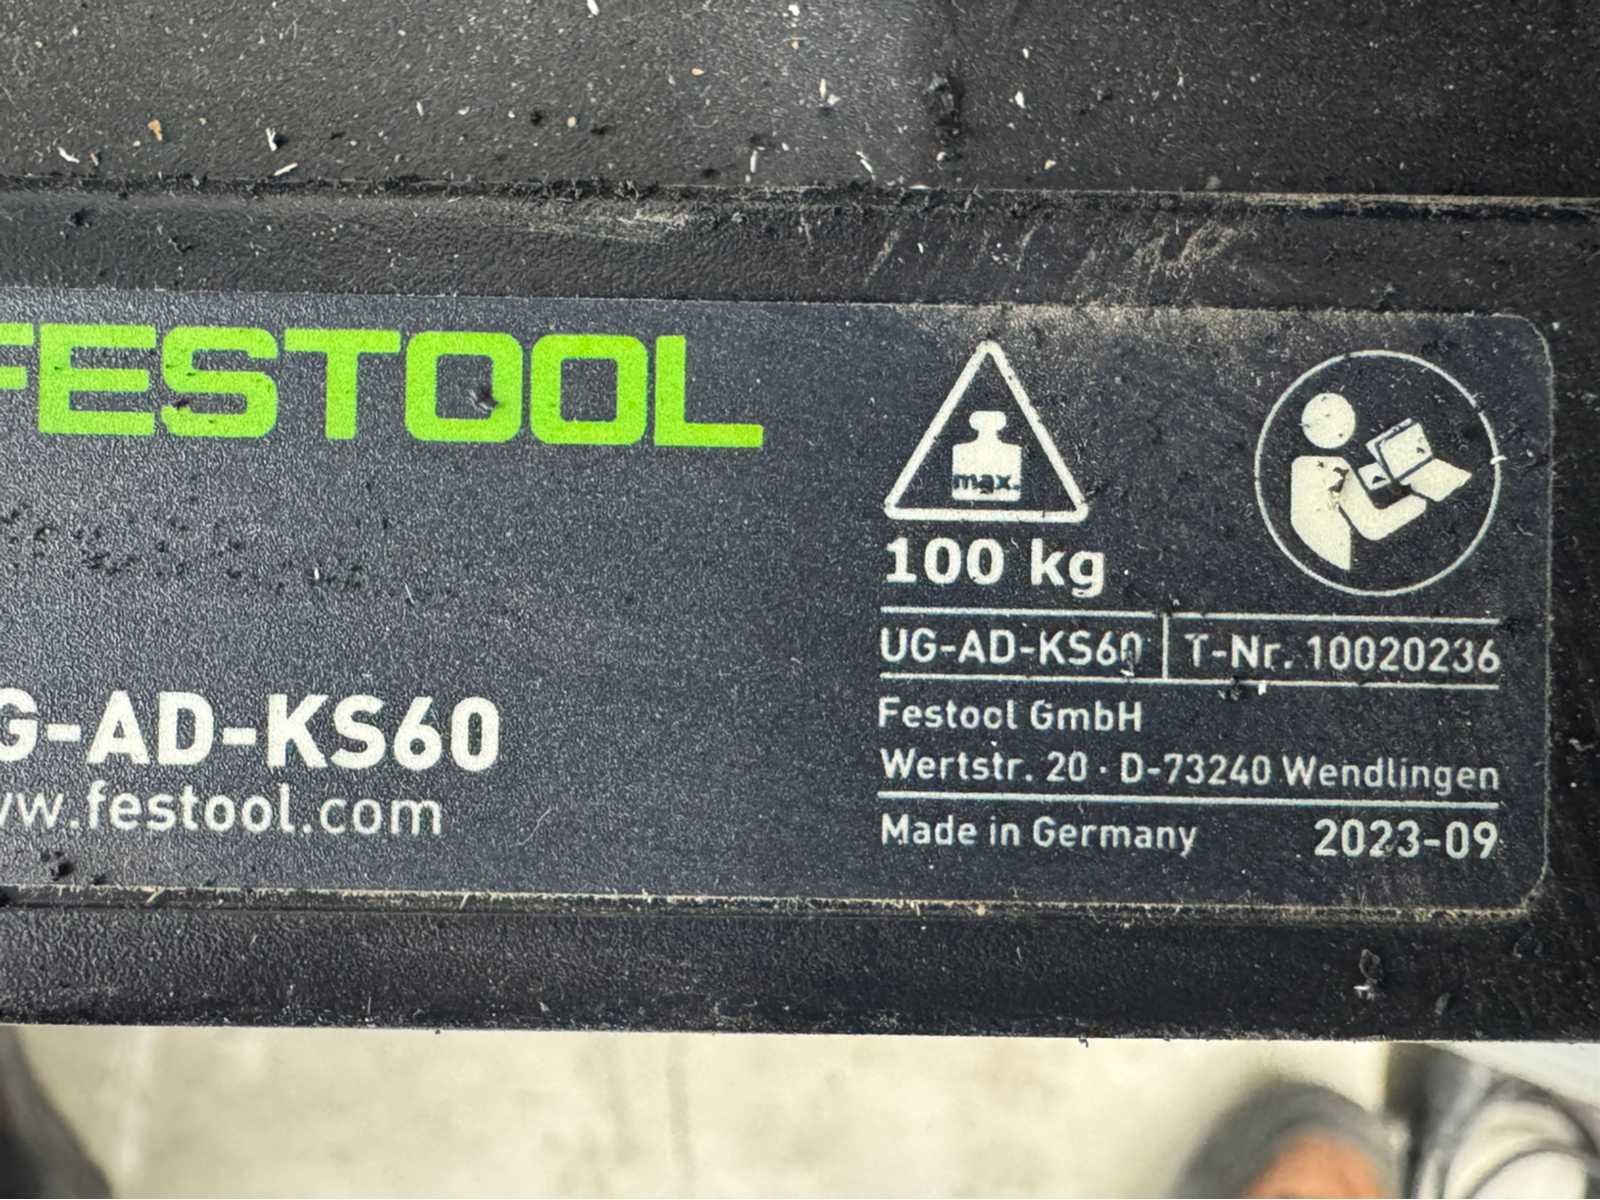 FESTOOL
max.
100 kg
UG-AD-KS60 T-Nr. 10020236
Festool GmbH
Wertstr. 20 · D-73240 Wendlingen
Made in Germany 2023-09
G-AD-KS60
w.festool.com